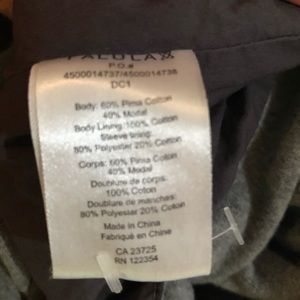 P.O.#
4500014737/4500014738
DC1
Body: 60% Pima Cotton
40% Modal
Body Lining: 100% Cotton
Sleeve lining:
80% Polyester 20% Cotton
Corps: 60% Pima Cotton
40% Modal
Doublure de corps:
100% Coton
Doublure de manches:
80% Polyester 20% Coton
Made in China
Fabriqué en Chine
CA 23725
RN 122354